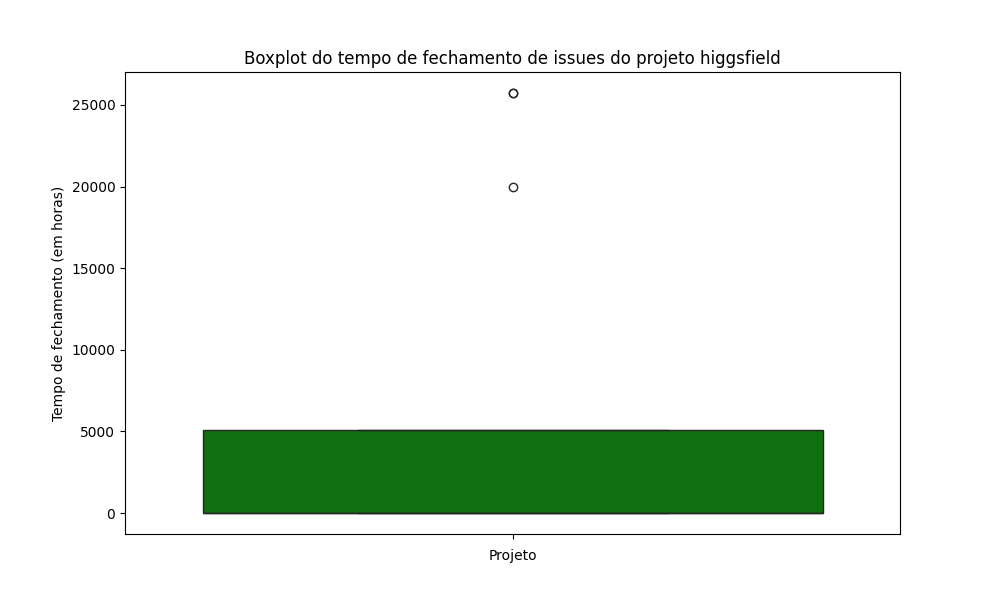 Boxplot do tempo de fechamento de issues do projeto higgsfield
Tempo de fechamento (em horas)
25000
20000
15000
10000
5000
0
Projeto